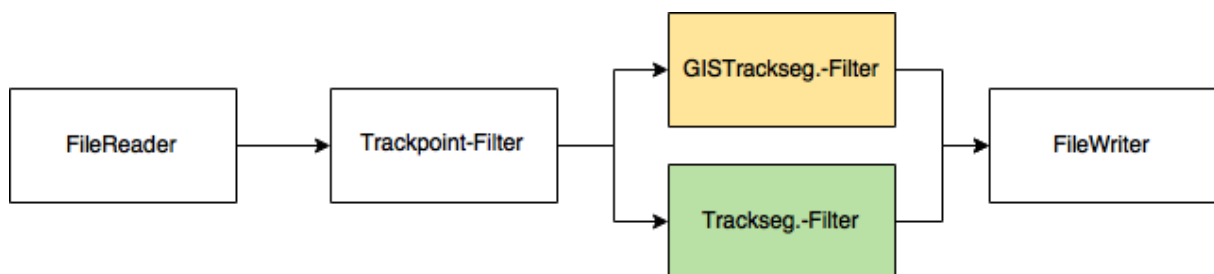 FileReader
Trackpoint-Filter
GISTrackseg.-Filter
Trackseg.-Filter
FileWriter